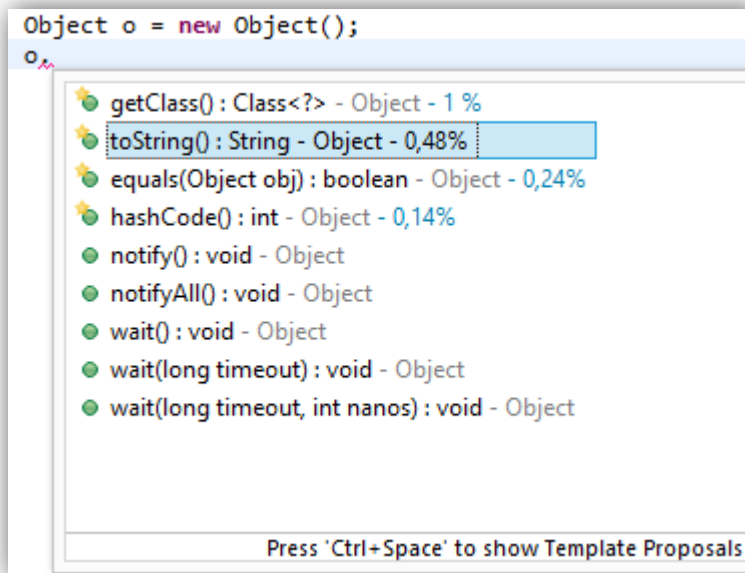 Object o = new Object();
o.
getClass() : Class<?> - Object - 1 %
toString() : String - Object - 0,48%
equals(Object obj) : boolean - Object - 0,24%
hashCode() : int - Object - 0,14%
notify() : void - Object
notifyAll() : void - Object
wait() : void - Object
wait(long timeout) : void - Object
wait(long timeout, int nanos) : void - Object
Press 'Ctrl+Space' to show Template Proposals